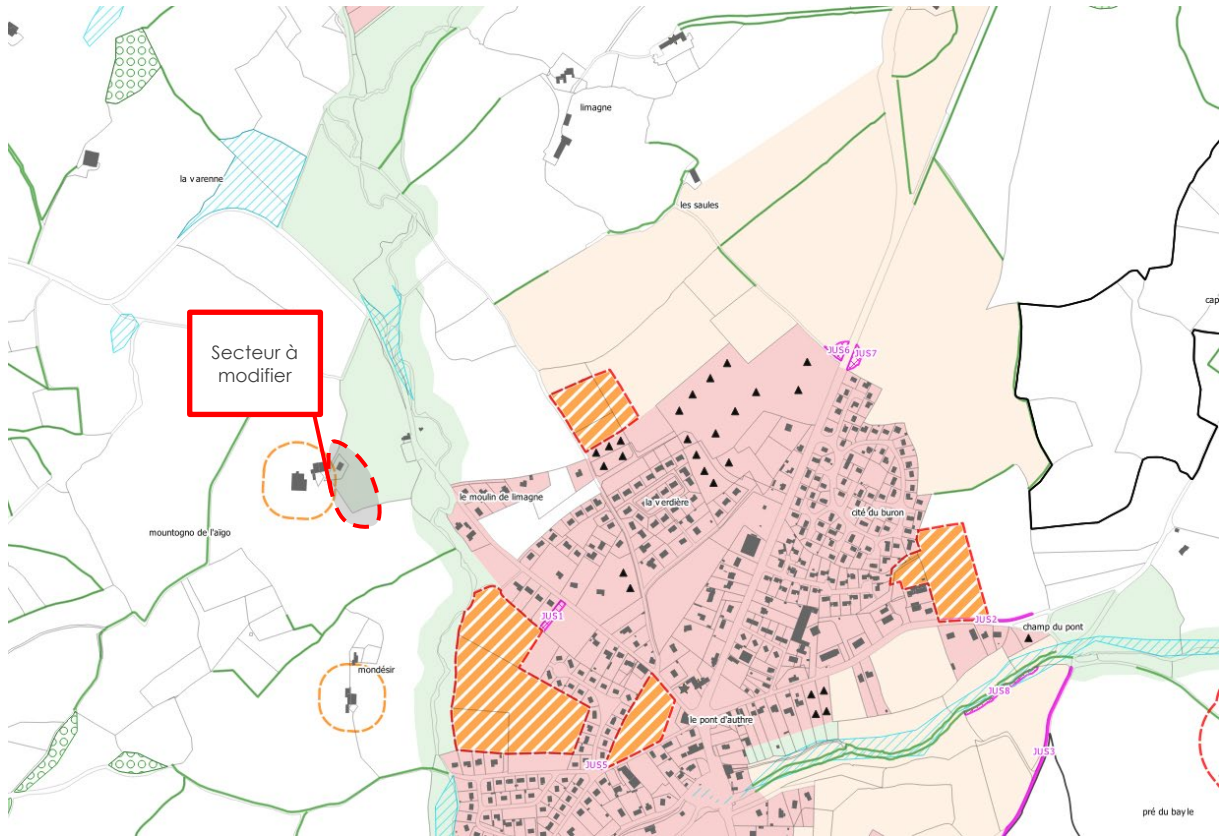 limagne
la varenne
les saules
cap
JUS6
JUS7
Secteur à
modifier
le moulin de limagne
la verdière
cité du buron
mountogno de l'aïgo
JUS1
JUS2
champ du pont
mondésir
JUS8
le pont d'authre
JUS3
JUS5
pré du bayle